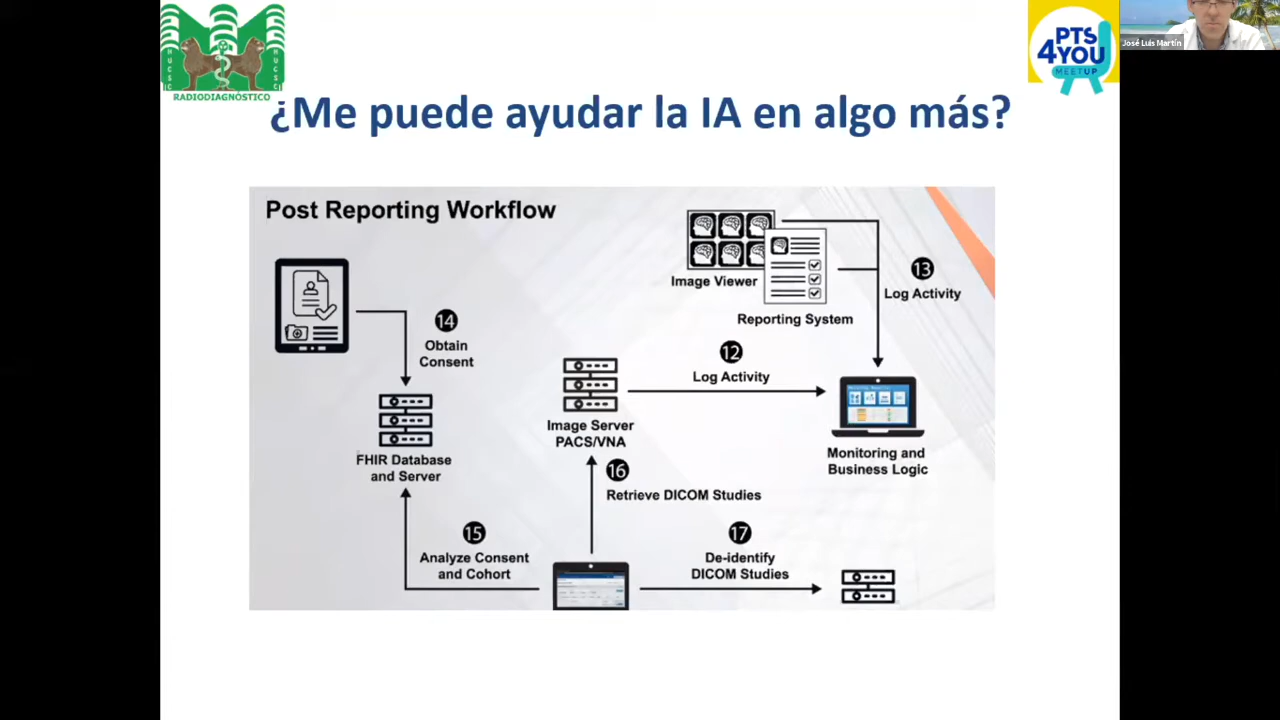 HUCSC
HUCSC
RADIODIAGNÓSTICO
PTS
4YOU
MEETUP
José Luis Martín
¿Me puede ayudar la IA en algo más?
Post Reporting Workflow
Image Viewer
Reporting System
13
Log Activity
14
Obtain
Consent
12
Log Activity
FHIR Database
and Server
Image Server
PACS/VNA
Monitoring and
Business Logic
16
Retrieve DICOM Studies
15
Analyze Consent
and Cohort
17
De-identify
DICOM Studies